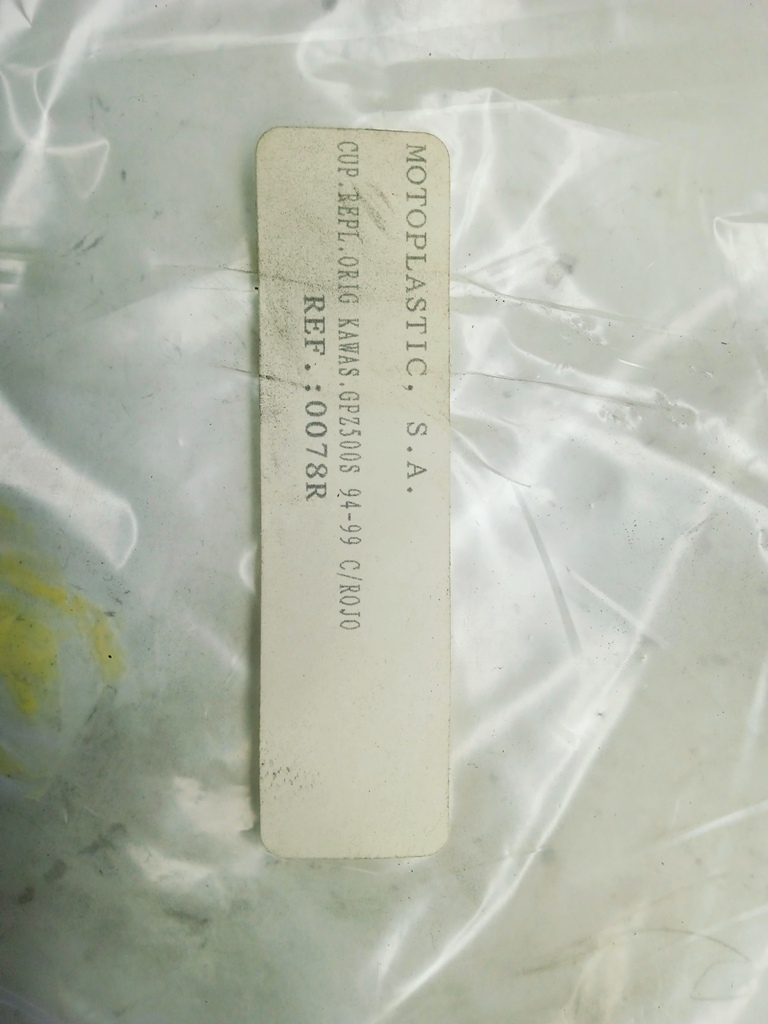 MOTOPLASTIC, S.A.
CUP.REPL.ORIG KAWAS.GPZ500S 94-99 C/ROJO
REF.:0078R